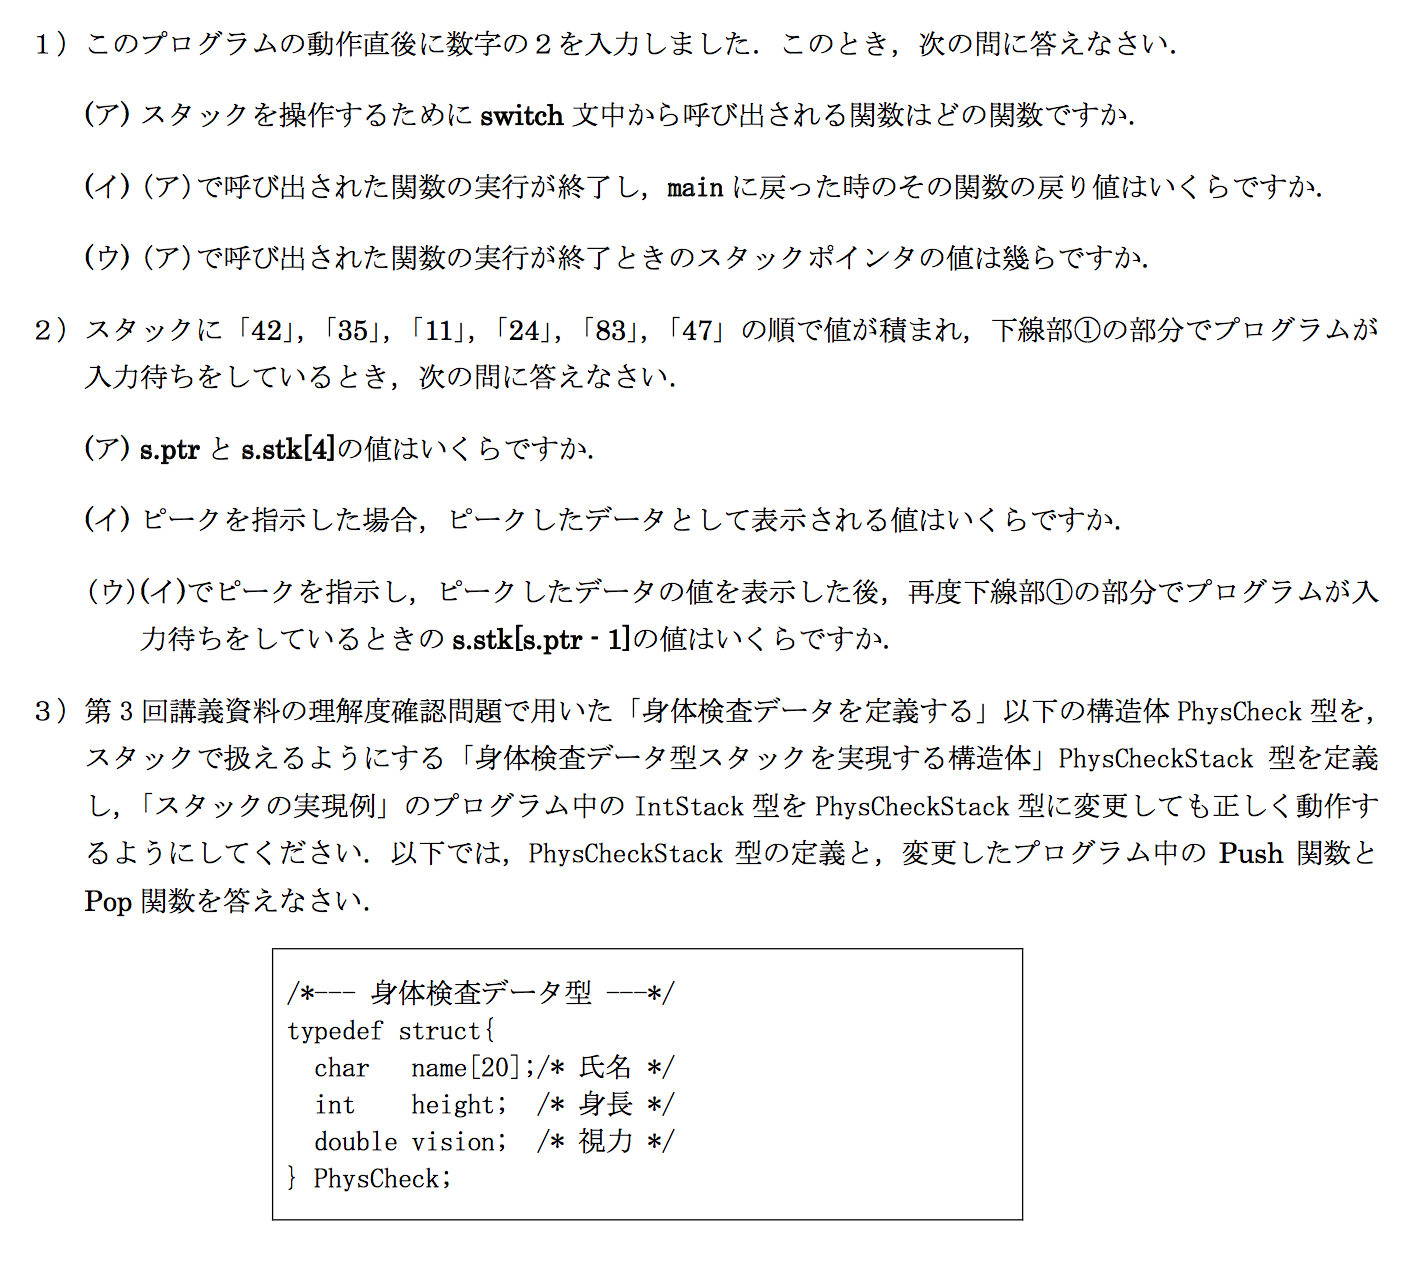 １）このプログラムの動作直後に数字の２を入力しました．このとき，次の問に答えなさい．
(ア) スタックを操作するために switch 文中から呼び出される関数はどの関数ですか．
(イ)（ア）で呼び出された関数の実行が終了し，main に戻った時のその関数の戻り値はいくらですか．
(ウ)（ア）で呼び出された関数の実行が終了ときのスタックポインタの値は幾らですか．
２）スタックに「42」，「35」，「11」，「24」，「83」，「47」の順で値が積まれ，下線部①の部分でプログラムが
入力待ちをしているとき，次の問に答えなさい．
(ア) s.ptr と s.stk[4]の値はいくらですか．
(イ) ピークを指示した場合，ピークしたデータとして表示される値はいくらですか．
（ウ)(イ)でピークを指示し，ピークしたデータの値を表示した後，再度下線部①の部分でプログラムが入
力待ちをしているときの s.stk[s.ptr - 1]の値はいくらですか．
３）第 3 回講義資料の理解度確認問題で用いた「身体検査データを定義する」以下の構造体 PhysCheck 型を，
スタックで扱えるようにする「身体検査データ型スタックを実現する構造体」PhysCheckStack 型を定義
し，「スタックの実現例」のプログラム中の IntStack 型を PhysCheckStack 型に変更しても正しく動作す
るようにしてください．以下では，PhysCheckStack 型の定義と，変更したプログラム中の Push 関数と
Pop 関数を答えなさい．
/*--- 身体検査データ型 ---*/
typedef struct{
char name[20];/* 氏名 */
int height; /* 身長 */
double vision; /* 視力 */
} PhysCheck;